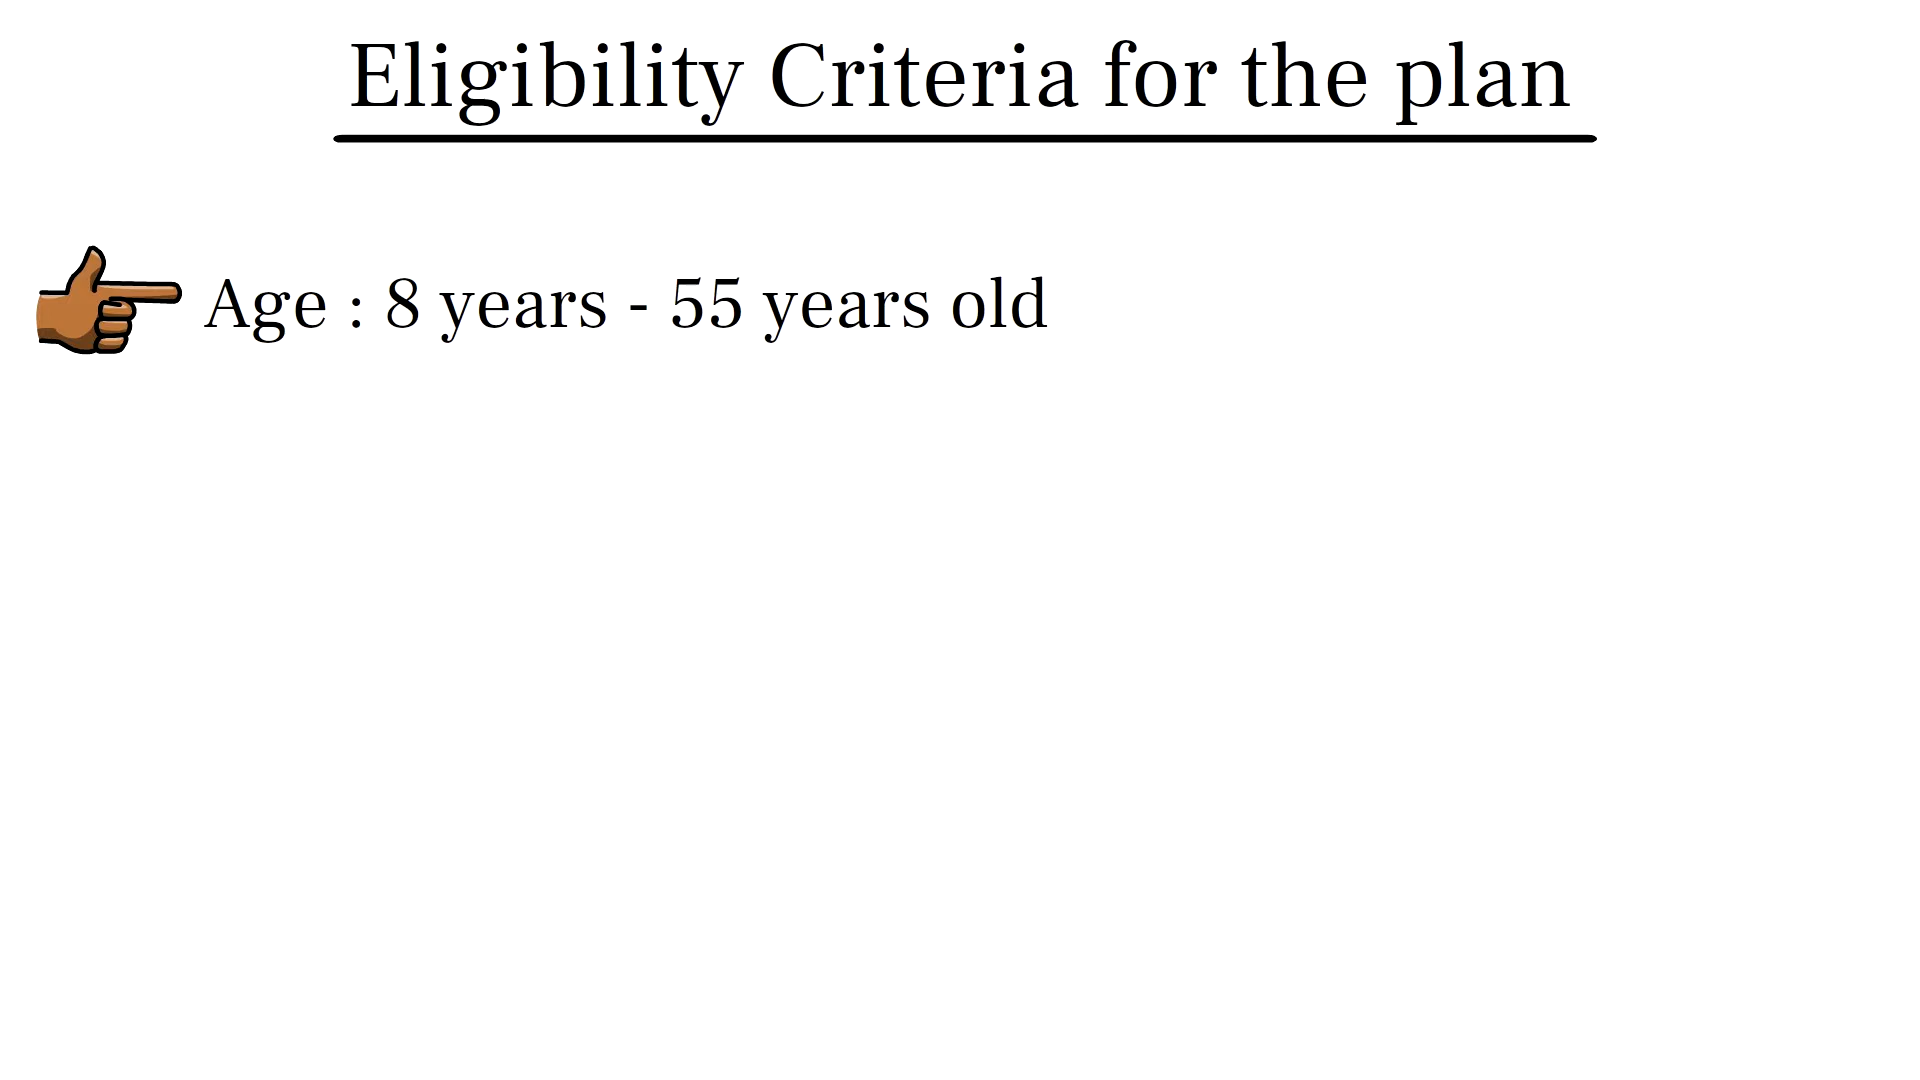 Eligibility Criteria for the plan
Age : 8 years - 55 years old